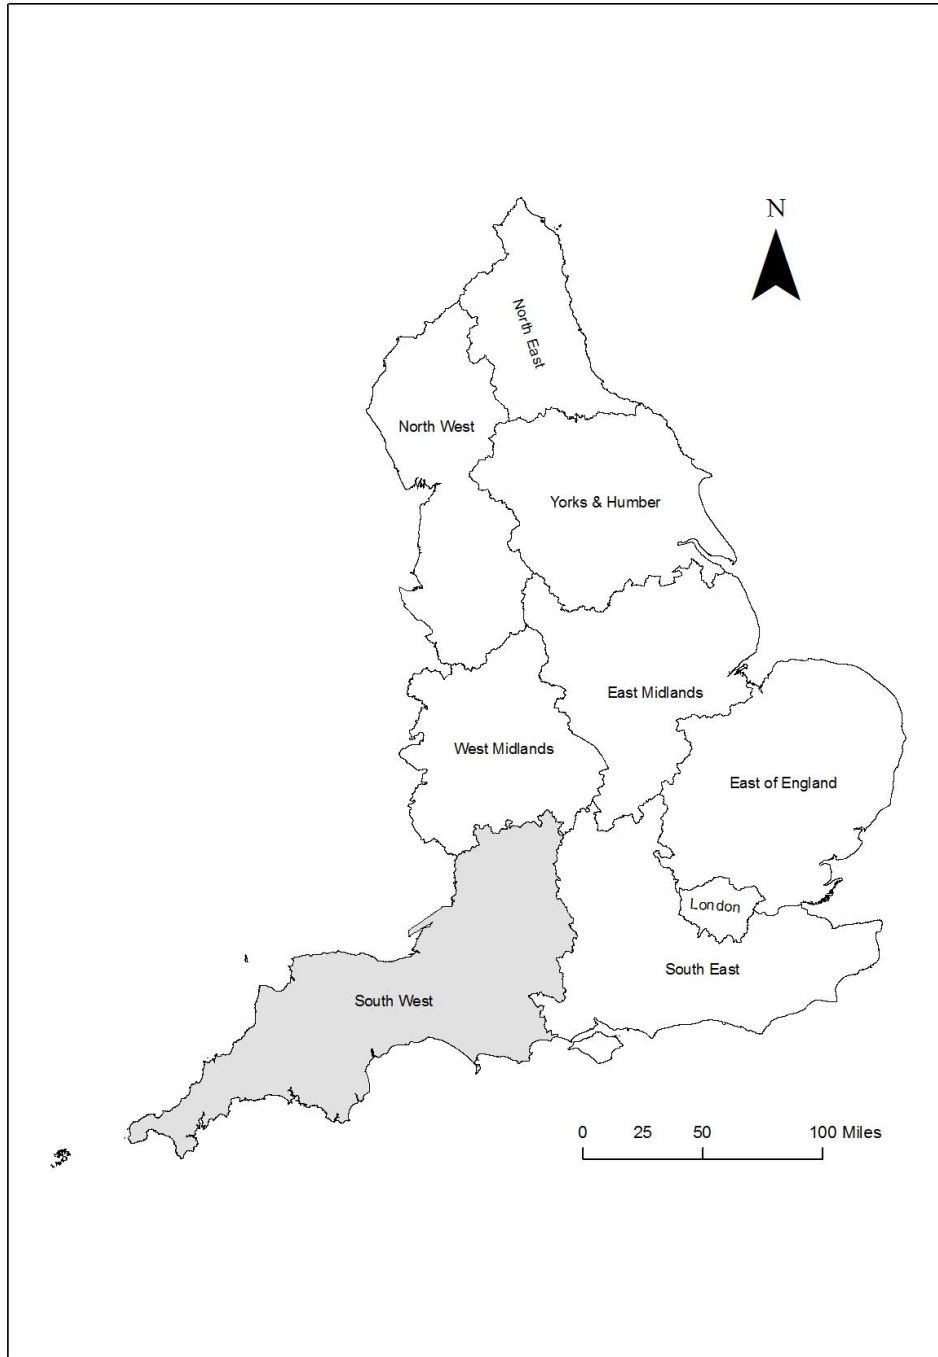 N
North East
North West
Yorks & Humber
East Midlands
West Midlands
East of England
London
South East
South West
0 25 50 100 Miles